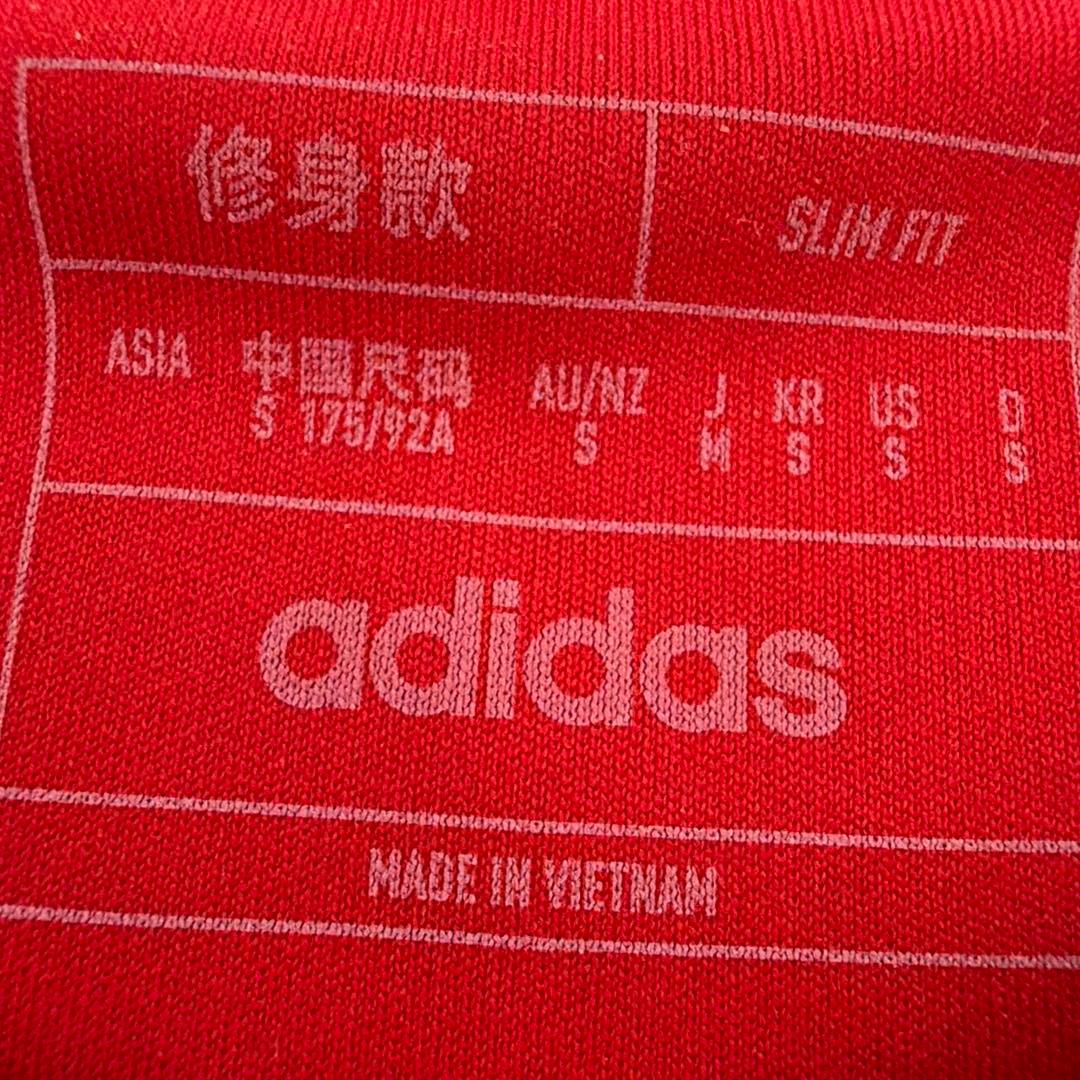 修身款 SLIM FIT
ASIA 中國尺碼 AU/NZ J KR US D
S 175/92A S M S S S
adidas
MADE IN VIETNAM